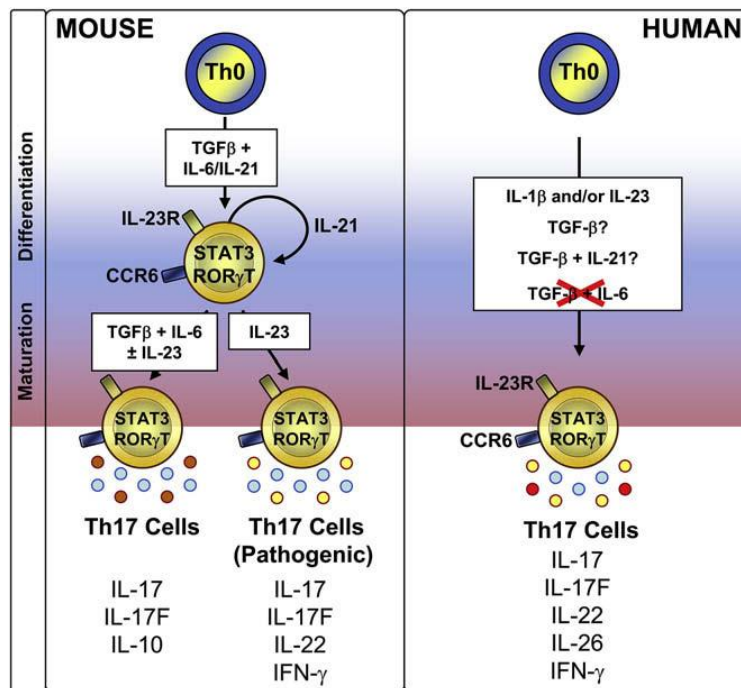 MOUSE
HUMAN
Differentiation
Maturation
Th0
TGFβ +
IL-6/IL-21
IL-23R
IL-21
STAT3
RORγT
CCR6
TGFβ + IL-6
± IL-23
IL-23
STAT3
RORγT
STAT3
RORγT
Th17 Cells
IL-17
IL-17F
IL-10
Th17 Cells
(Pathogenic)
IL-17
IL-17F
IL-22
IFN-γ
Th0
IL-1β and/or IL-23
TGF-β?
TGF-β + IL-21?
TGF-β + IL-6
IL-23R
STAT3
RORγT
CCR6
Th17 Cells
IL-17
IL-17F
IL-22
IL-26
IFN-γ